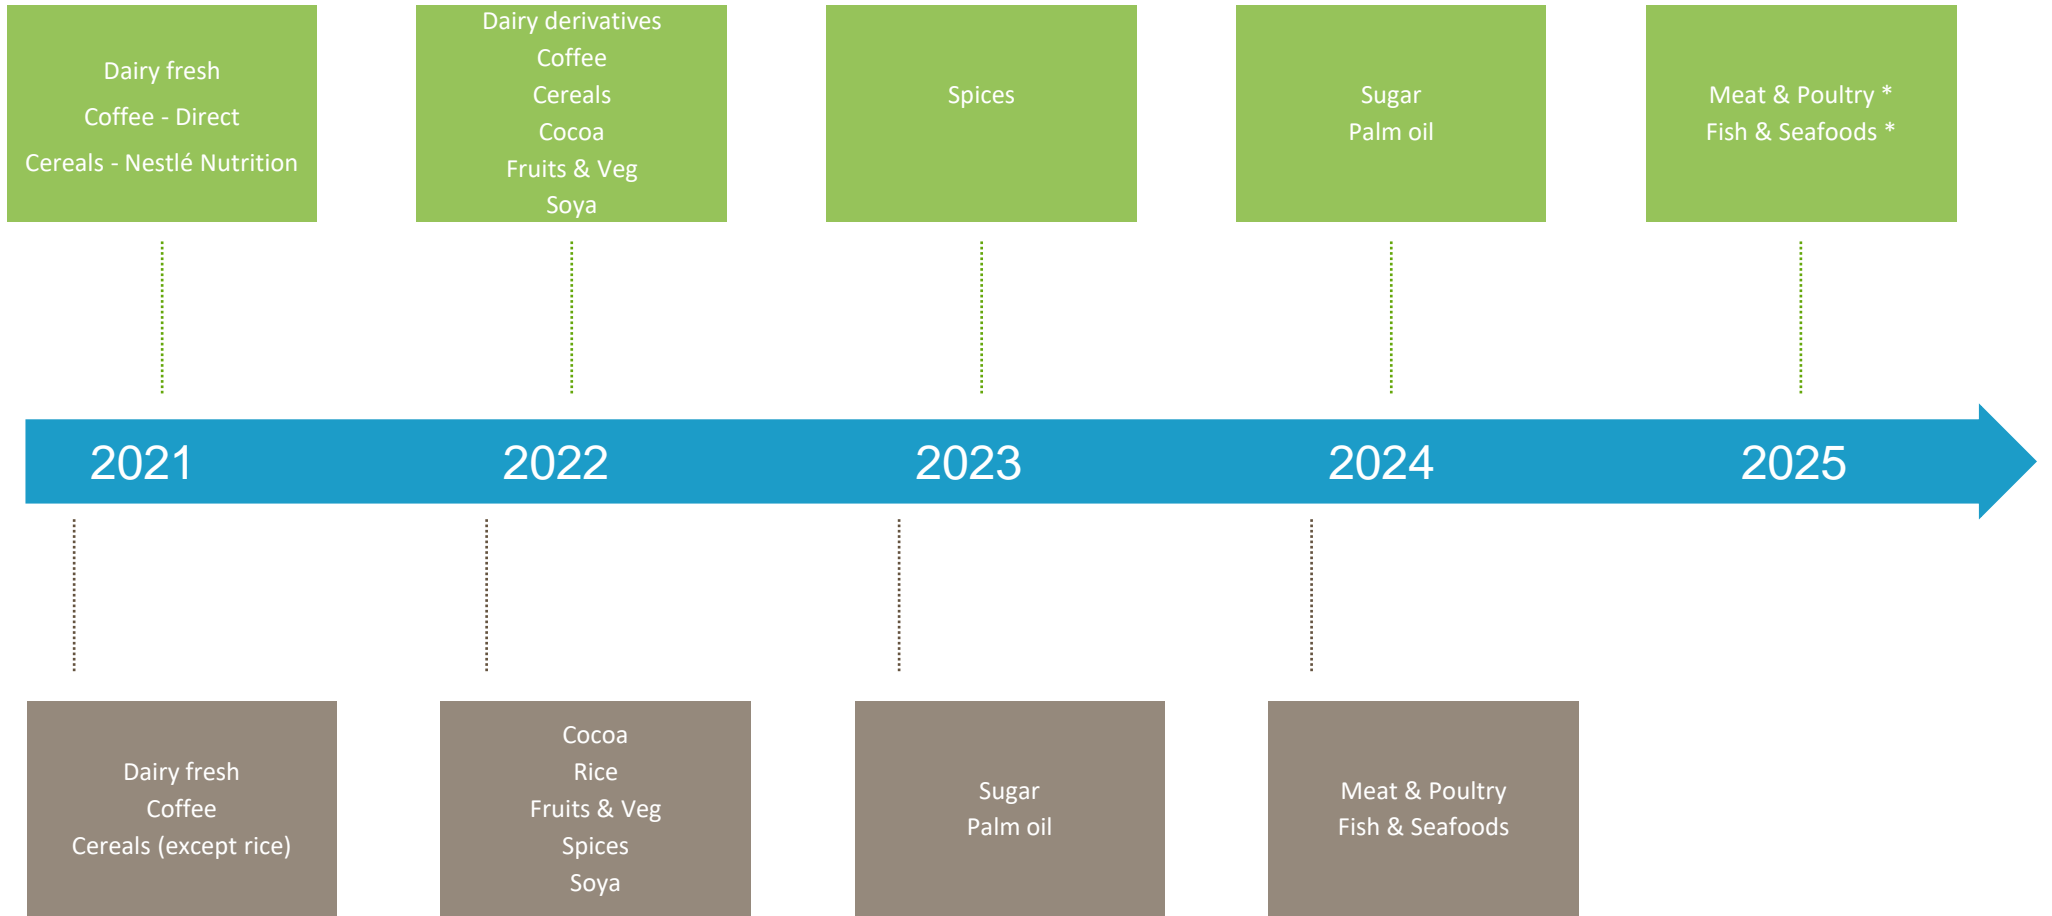 Dairy fresh
Coffee - Direct
Cereals - Nestlé Nutrition
Dairy derivatives
Coffee
Cereals
Cocoa
Fruits & Veg
Soya
Spices
Sugar
Palm oil
Meat & Poultry *
Fish & Seafoods *
2021
2022
2023
2024
2025
Dairy fresh
Coffee
Cereals (except rice)
Cocoa
Rice
Fruits & Veg
Spices
Soya
Sugar
Palm oil
Meat & Poultry
Fish & Seafoods